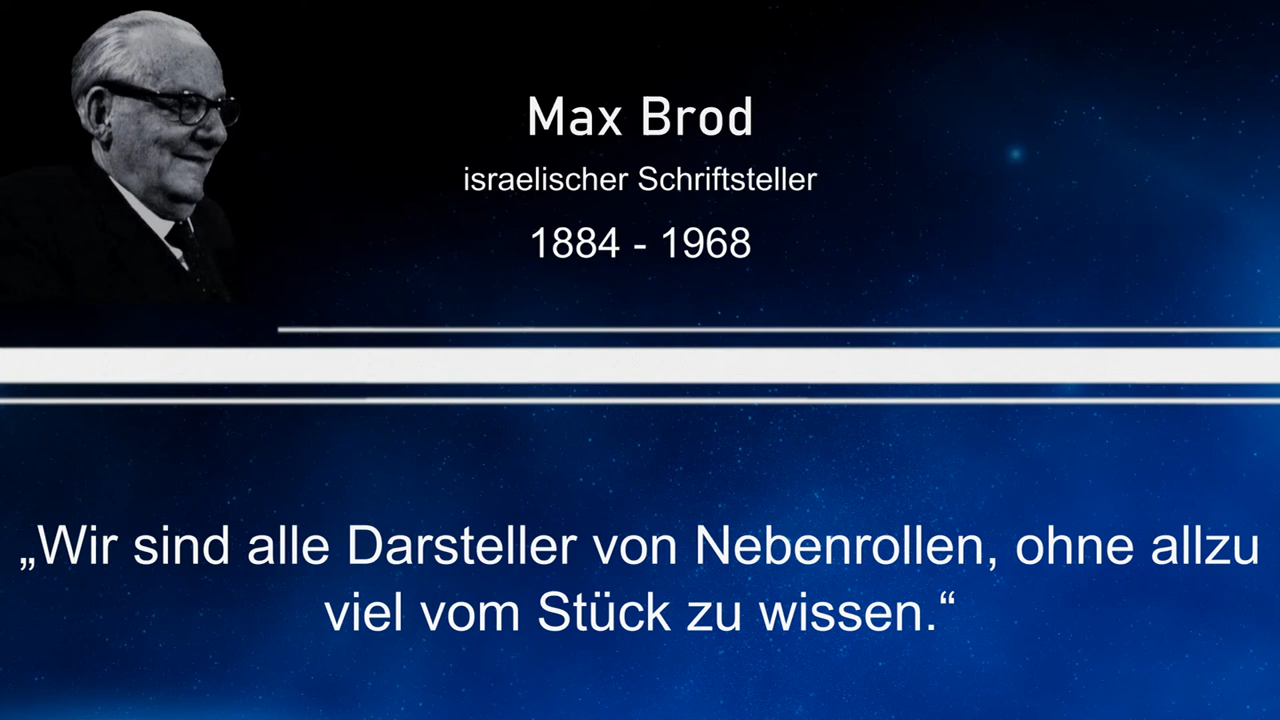 Max Brod
israelischer Schriftsteller
1884 - 1968
„Wir sind alle Darsteller von Nebenrollen, ohne allzu
viel vom Stück zu wissen.“